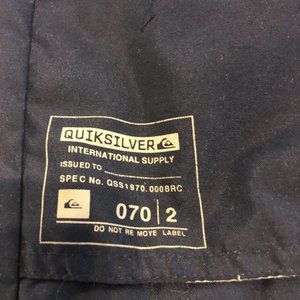 QUIKSILVER
INTERNATIONAL SUPPLY
ISSUED TO
SPEC No. QSS1970.000BRC
070 2
DO NOT RE MOVE LABEL